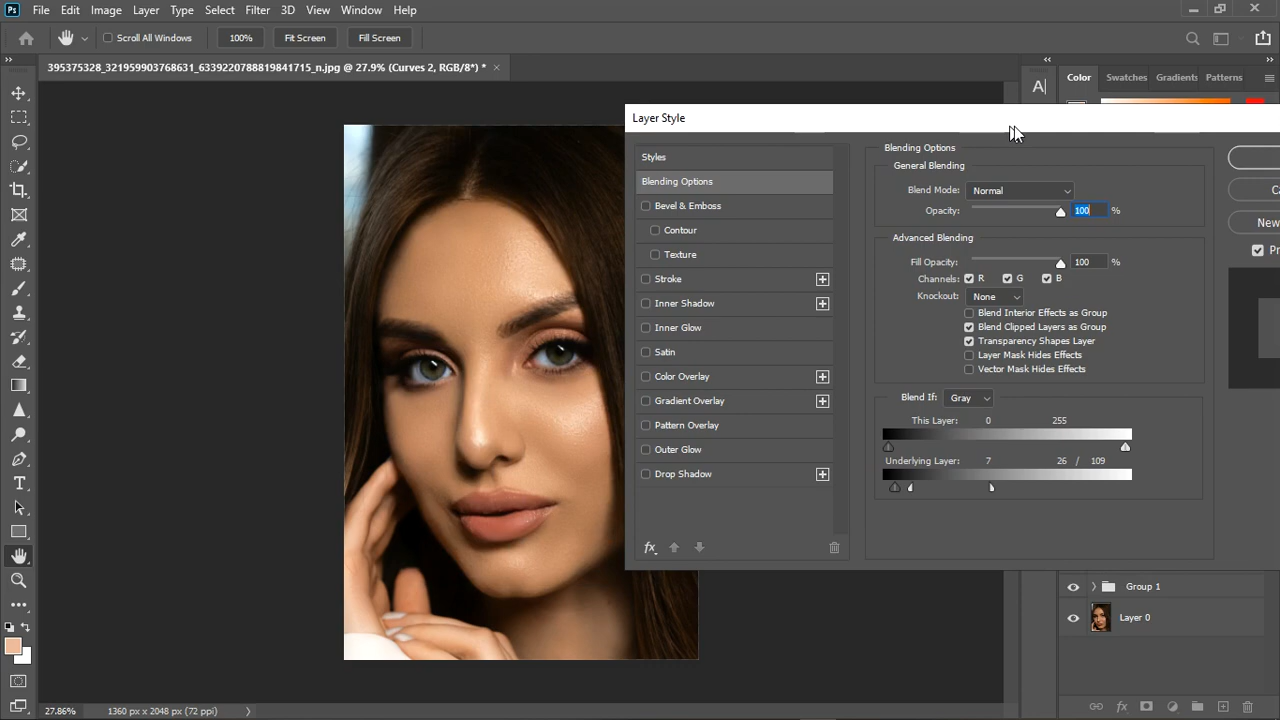 Ps File Edit Image Layer Type Select Filter 3D View Window Help
Scroll All Windows 100% Fit Screen Fill Screen
395375328_321959903768631_6339220788819841715_n.jpg @ 27.9% (Curves 2, RGB/8*) * ×
Color Swatches Gradients Patterns
A|
Layer Style
Styles
Blending Options
Bevel & Emboss
Contour
Texture
Stroke
Inner Shadow
Inner Glow
Satin
Color Overlay
Gradient Overlay
Pattern Overlay
Outer Glow
Drop Shadow
fx
Blending Options
General Blending
Blend Mode: Normal
Opacity: 100 %
Advanced Blending
Fill Opacity: 100 %
Channels: R G B
Knockout: None
Blend Interior Effects as Group
Blend Clipped Layers as Group
Transparency Shapes Layer
Layer Mask Hides Effects
Vector Mask Hides Effects
Blend If: Gray
This Layer: 0 255
Underlying Layer: 7 26 / 109
Ca
New
Pr
Group 1
Layer 0
fx
T
27.86% 1360 px x 2048 px (72 ppi)